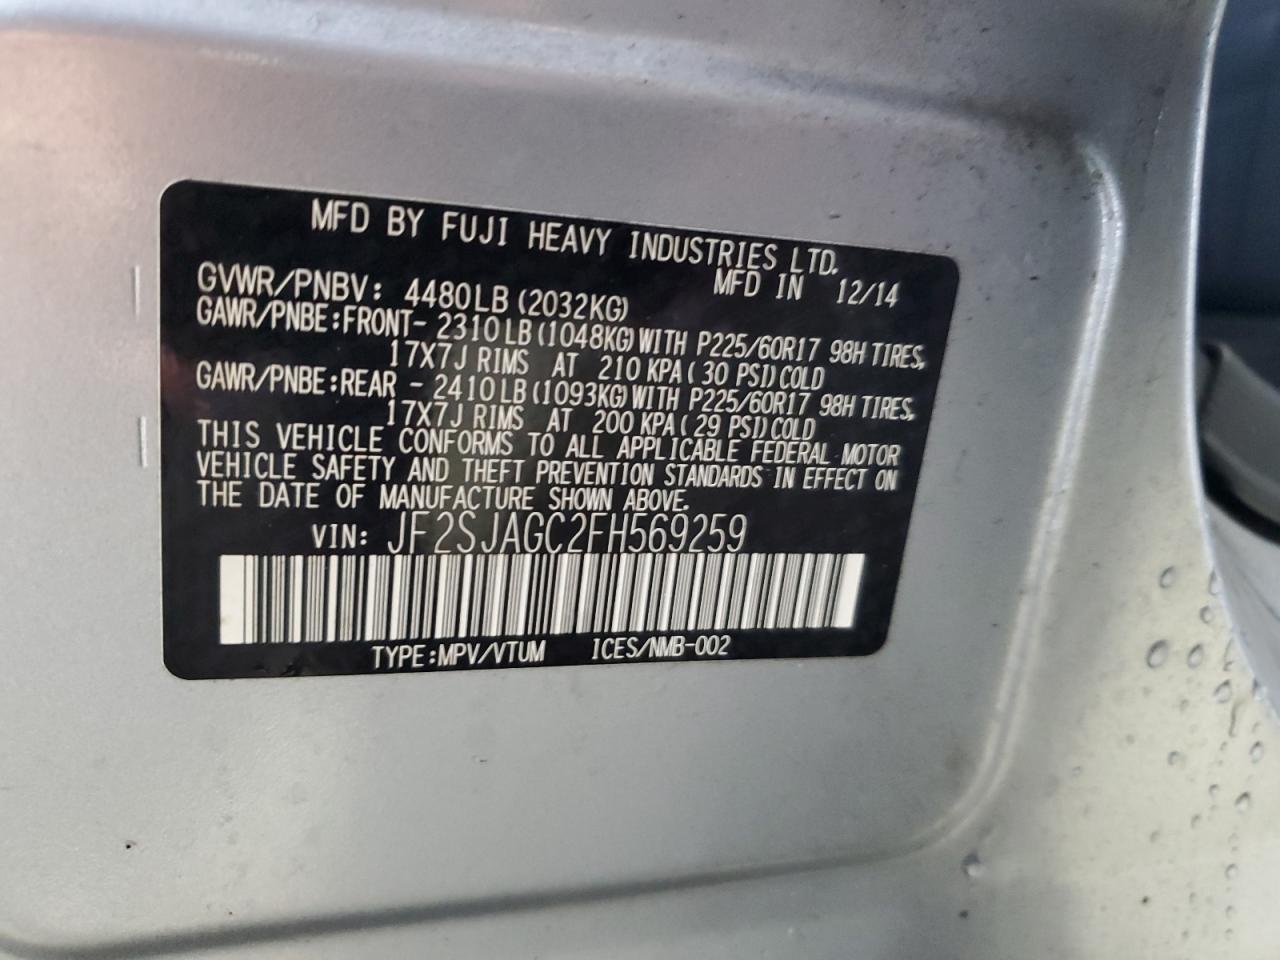 MFD BY FUJI HEAVY INDUSTRIES LTD.
MFD IN 12/14
GVWR/PNBV: 4480LB (2032KG)
GAWR/PNBE:FRONT- 2310LB (1048KG) WITH P225/60R17 98H TIRES,
17X7J RIMS AT 210 KPA ( 30 PSI) COLD
GAWR/PNBE:REAR - 2410LB (1093KG) WITH P225/60R17 98H TIRES,
17X7J RIMS AT 200 KPA ( 29 PSI) COLD
THIS VEHICLE CONFORMS TO ALL APPLICABLE FEDERAL MOTOR
VEHICLE SAFETY AND THEFT PREVENTION STANDARDS IN EFFECT ON
THE DATE OF MANUFACTURE SHOWN ABOVE.
VIN: JF2SJAGC2FH569259
TYPE:MPV/VTUM ICES/NMB-002